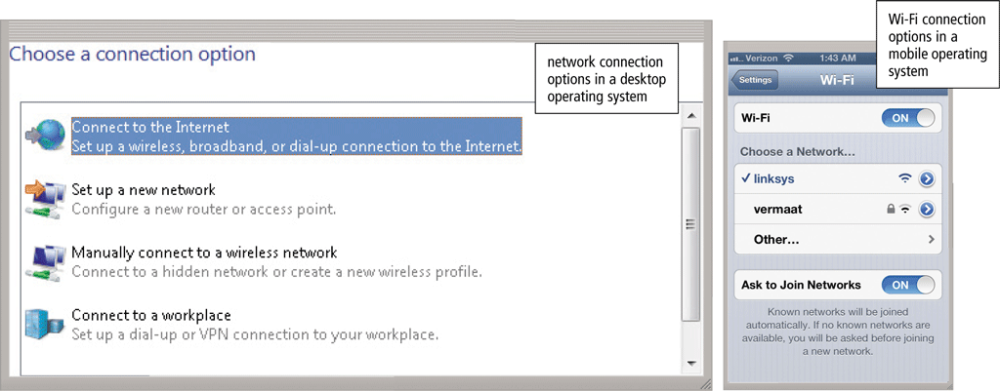 Choose a connection option
network connection
options in a desktop
operating system
Connect to the Internet
Set up a wireless, broadband, or dial-up connection to the Internet.
Set up a new network
Configure a new router or access point.
Manually connect to a wireless network
Connect to a hidden network or create a new wireless profile.
Connect to a workplace
Set up a dial-up or VPN connection to your workplace.
Wi-Fi connection
options in a
mobile operating
system
Verizon 1:43 AM
Settings Wi-Fi
Wi-Fi ON
Choose a Network...
linksys
vermaat
Other...
Ask to Join Networks ON
Known networks will be joined
automatically. If no known networks are
available, you will be asked before joining
a new network.